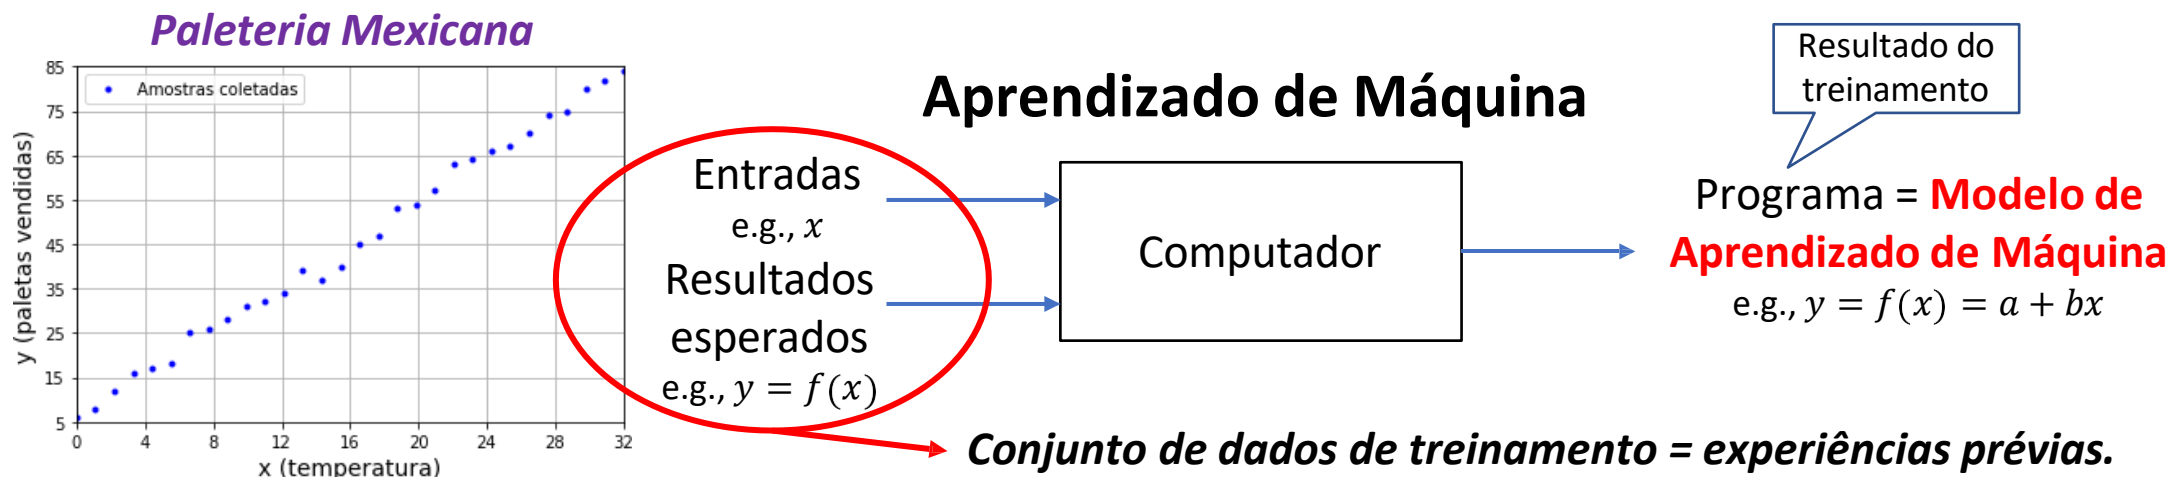 Paleteria Mexicana
85
75
65
55
45
35
25
15
5
y (paletas vendidas)
Amostras coletadas
0 4 8 12 16 20 24 28 32
x (temperatura)
Aprendizado de Máquina
Entradas
e.g., x
Resultados
esperados
e.g., y = f(x)
Computador
Resultado do
treinamento
Programa = Modelo de
Aprendizado de Máquina
e.g., y = f(x) = a + bx
Conjunto de dados de treinamento = experiências prévias.